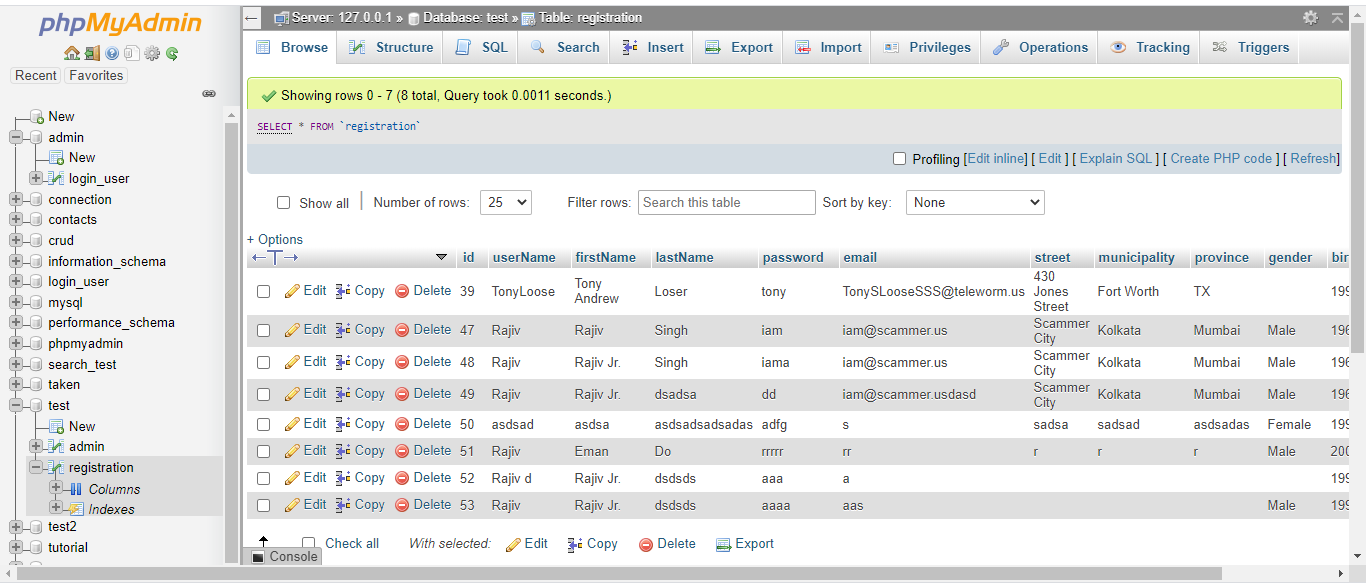 phpMyAdmin
Recent Favorites
New
admin
New
login_user
connection
contacts
crud
information_schema
login_user
mysql
performance_schema
phpmyadmin
search_test
taken
test
New
admin
registration
Columns
Indexes
test2
tutorial
Server: 127.0.0.1 » Database: test » Table: registration
Browse Structure SQL Search Insert Export Import Privileges Operations Tracking Triggers
Showing rows 0 - 7 (8 total, Query took 0.0011 seconds.)
SELECT * FROM `registration`
Profiling [Edit inline] [ Edit ] [ Explain SQL ] [ Create PHP code ] [ Refresh]
Show all | Number of rows: 25 Filter rows: Search this table Sort by key: None
+ Options
←T→ id userName firstName lastName password email street municipality province gender bir
Edit Copy Delete 39 TonyLoose Tony Andrew Loser tony TonySLooseSSS@teleworm.us 430 Jones Street Fort Worth TX 199
Edit Copy Delete 47 Rajiv Rajiv Singh iam iam@scammer.us Scammer City Kolkata Mumbai Male 196
Edit Copy Delete 48 Rajiv Rajiv Jr. Singh iama iam@scammer.us Scammer City Kolkata Mumbai Male 196
Edit Copy Delete 49 Rajiv Rajiv Jr. dsadsa dd iam@scammer.usdasd Scammer City Kolkata Mumbai Male 196
Edit Copy Delete 50 asdsad asdsa asdsadsadsadas adfg s sadsa sadsad asdsadas Female 199
Edit Copy Delete 51 Rajiv Eman Do rrrrr rr r r r Male 200
Edit Copy Delete 52 Rajiv d Rajiv Jr. dsdsds aaa a 199
Edit Copy Delete 53 Rajiv Rajiv Jr. dsdsds aaaa aas Male 199
Check all With selected: Edit Copy Delete Export
Console